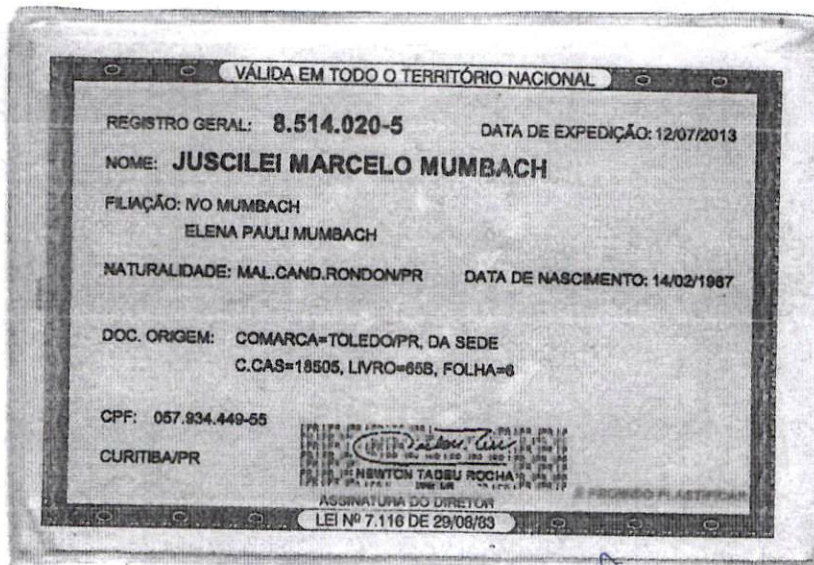 VÁLIDA EM TODO O TERRITÓRIO NACIONAL
REGISTRO GERAL: 8.514.020-5 DATA DE EXPEDIÇÃO: 12/07/2013
NOME: JUSCILEI MARCELO MUMBACH
FILIAÇÃO: IVO MUMBACH
ELENA PAULI MUMBACH
NATURALIDADE: MAL.CAND.RONDON/PR DATA DE NASCIMENTO: 14/02/1987
DOC. ORIGEM: COMARCA=TOLEDO/PR, DA SEDE
C.CAS=18505, LIVRO=65B, FOLHA=6
CPF: 057.934.449-55
CURITIBA/PR
NEWTON TADEU ROCHA
ASSINATURA DO DIRETOR
É PROIBIDO PLASTIFICAR
LEI Nº 7.116 DE 29/08/83